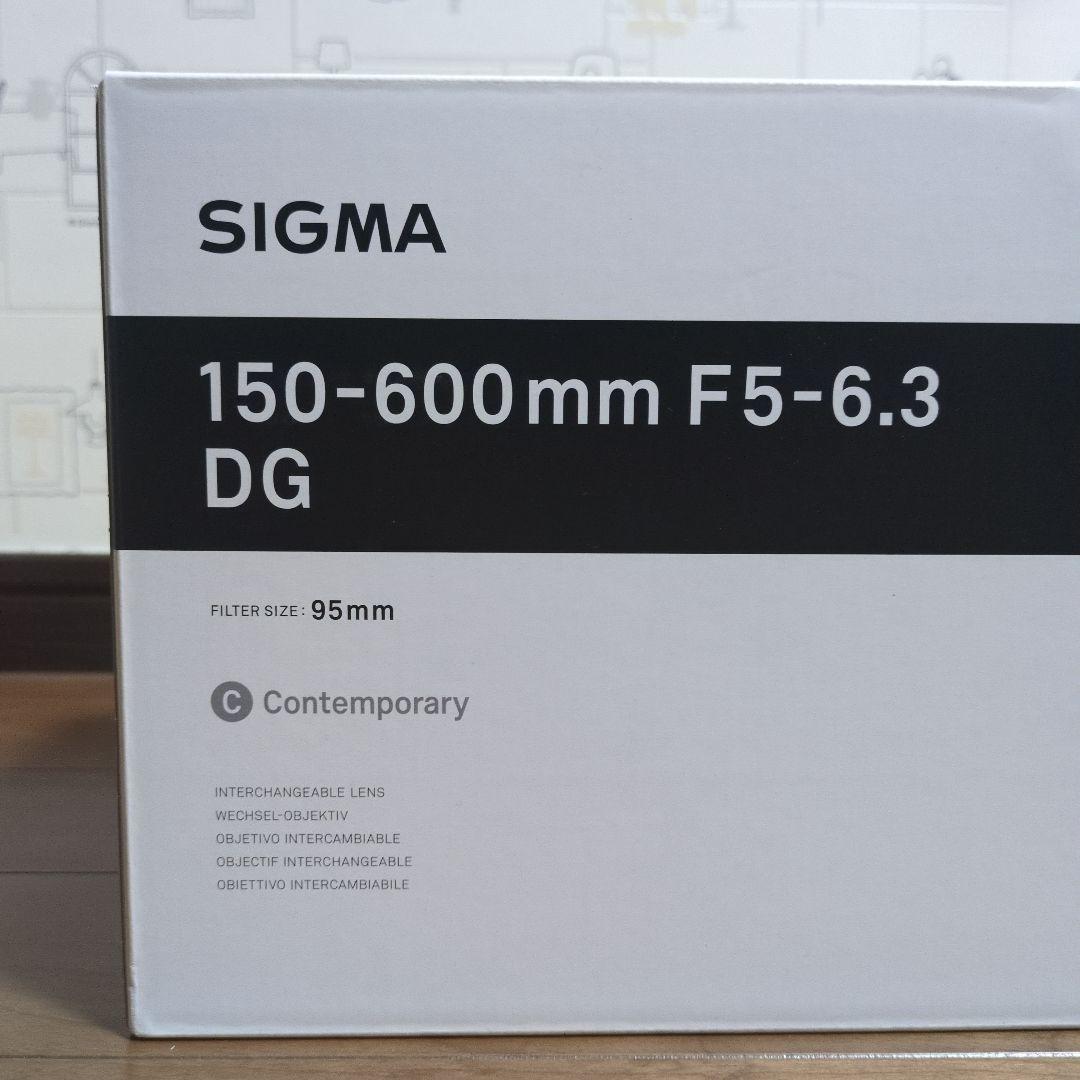 SIGMA
150-600mm F5-6.3
DG
FILTER SIZE: 95mm
C Contemporary
INTERCHANGEABLE LENS
WECHSEL-OBJEKTIV
OBJETIVO INTERCAMBIABLE
OBJECTIF INTERCHANGEABLE
OBIETTIVO INTERCAMBIABILE